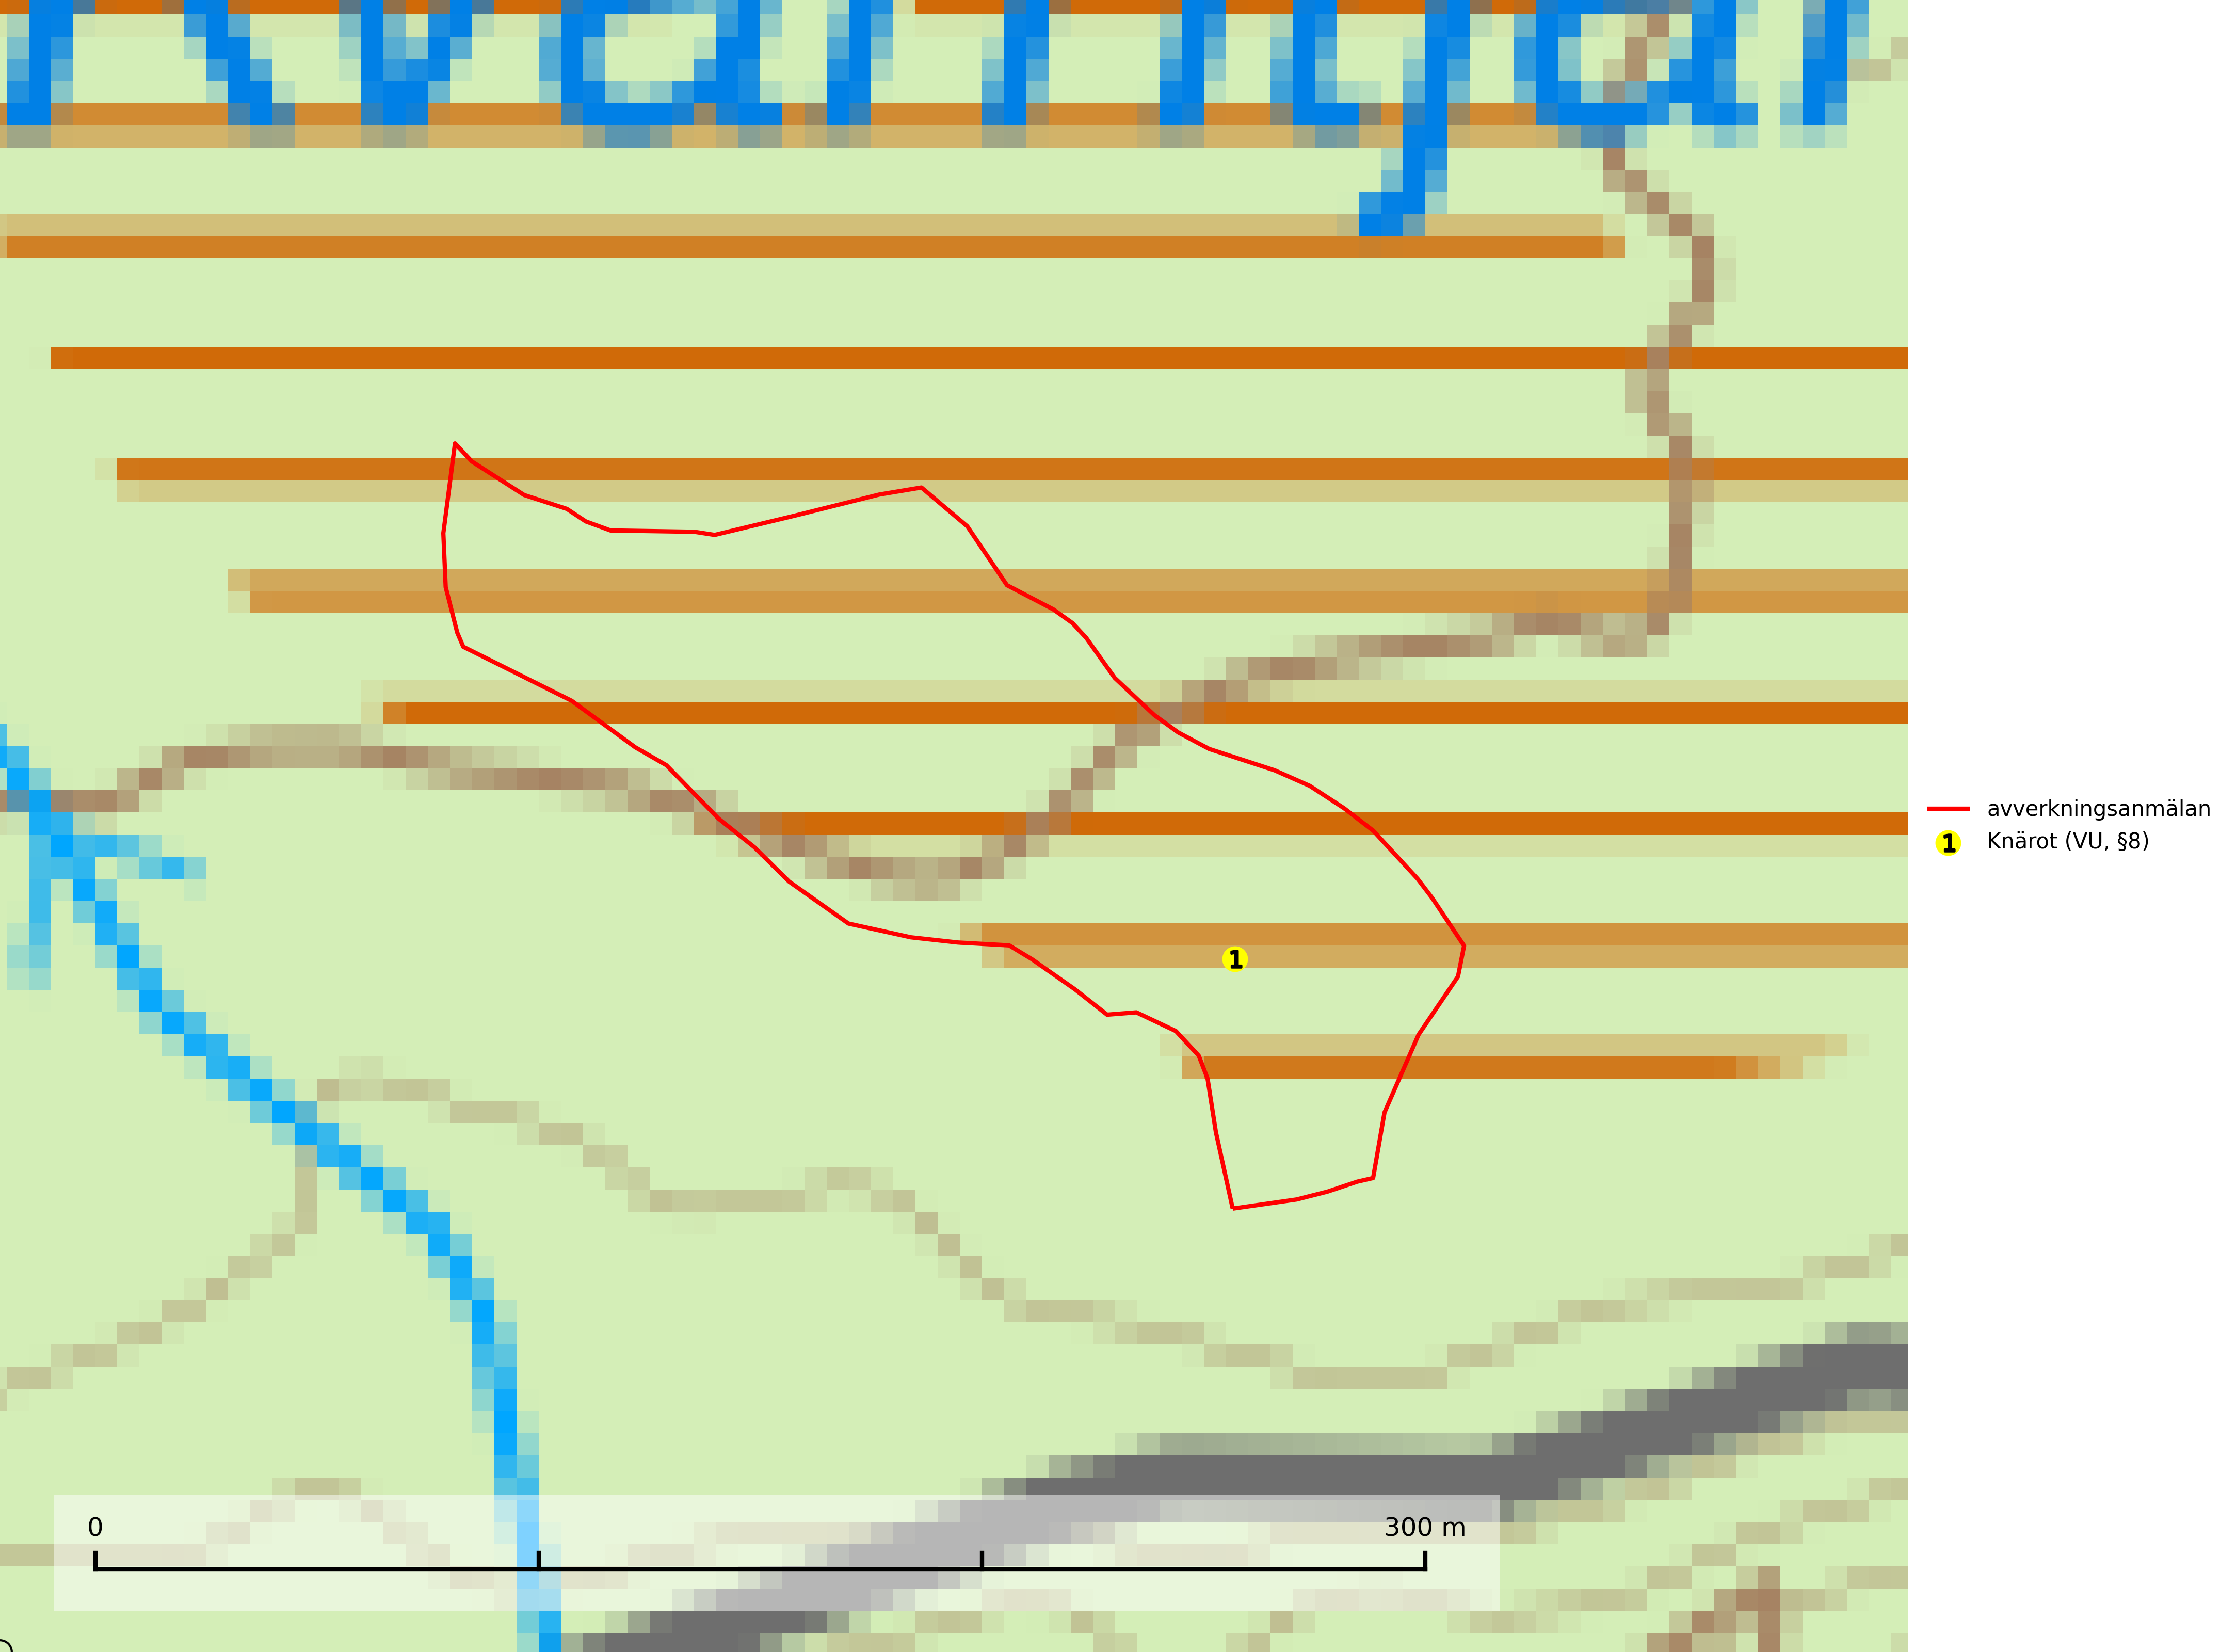 avverkningsanmälan
1 Knärot (VU, §8)
1
0 300 m